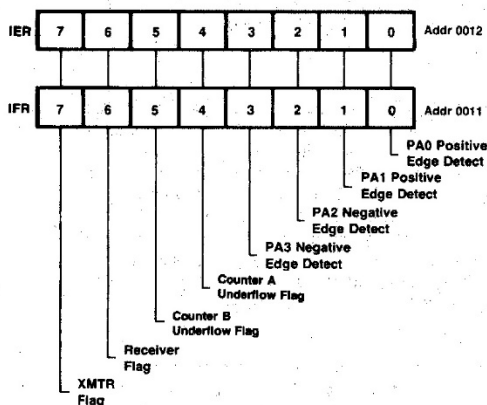 IER 7 6 5 4 3 2 1 0 Addr 0012
IFR 7 6 5 4 3 2 1 0 Addr 0011
PA0 Positive
Edge Detect
PA1 Positive
Edge Detect
PA2 Negative
Edge Detect
PA3 Negative
Edge Detect
Counter A
Underflow Flag
Counter B
Underflow Flag
Receiver
Flag
XMTR
Flag